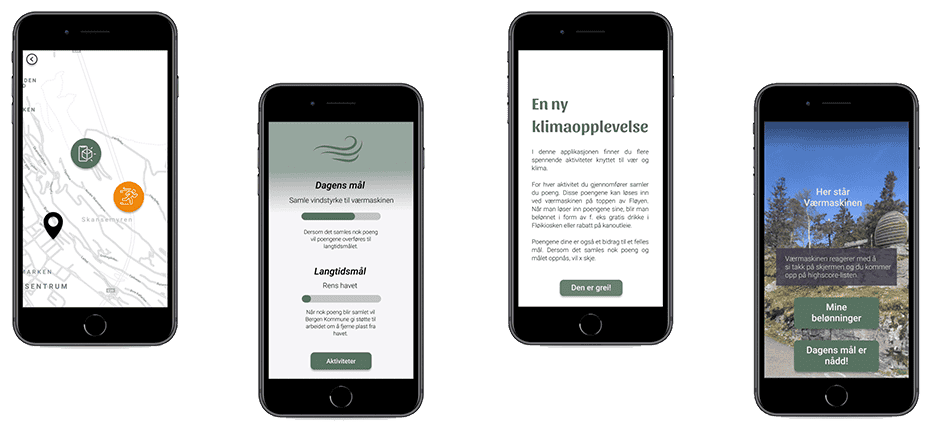 DEN
KEN
Skansemyren
MARKEN
SENTRUM
Dagens mål
Samle vindstyrke til værmaskinen
Dersom det samles nok poeng
vil poengene overføres til
langtidsmålet.
Langtidsmål
Rens havet
Når nok poeng blir samlet vil
Bergen Kommune gi støtte til
arbedet om å fjerne plast fra
havet.
Aktiviteter
En ny
klimaopplevelse
I denne applikasjonen finner du flere
spennende aktiviteter knyttet til vær og
klima.
For hver aktivitet du gjennomfører samler
du poeng. Disse poengene kan løses inn
ved værmaskinen på toppen av Fløyen.
Når man løser inn poengene sine, blir man
belønnet i form av f. eks gratis drikke i
Fløikiosken eller rabatt på kanoutleie.
Poengene dine er også et bidrag til et felles
mål. Dersom det samles nok poeng og
målet oppnås, vil x skje.
Den er grei!
Her står
Værmaskinen
Værmaskinen reagerer med å
si takk på skjermen og du kommer
opp på highscore-listen.
Mine
belønninger
Dagens mål er
nådd!